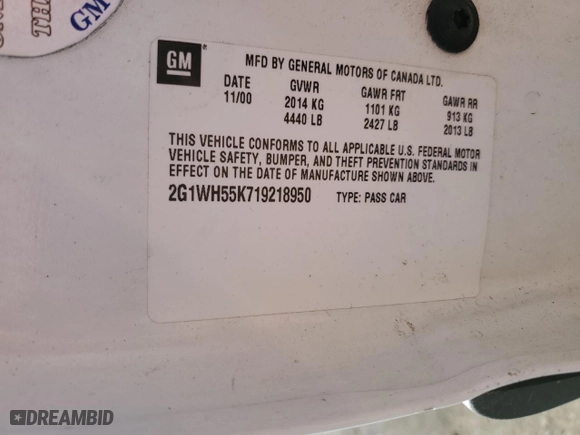 TH
GM
GM
MFD BY GENERAL MOTORS OF CANADA LTD.
DATE GVWR GAWR FRT GAWR RR
11/00 2014 KG 1101 KG 913 KG
4440 LB 2427 LB 2013 LB
THIS VEHICLE CONFORMS TO ALL APPLICABLE U.S. FEDERAL MOTOR
VEHICLE SAFETY, BUMPER, AND THEFT PREVENTION STANDARDS IN
EFFECT ON THE DATE OF MANUFACTURE SHOWN ABOVE.
2G1WH55K719218950 TYPE: PASS CAR
DREAMBID